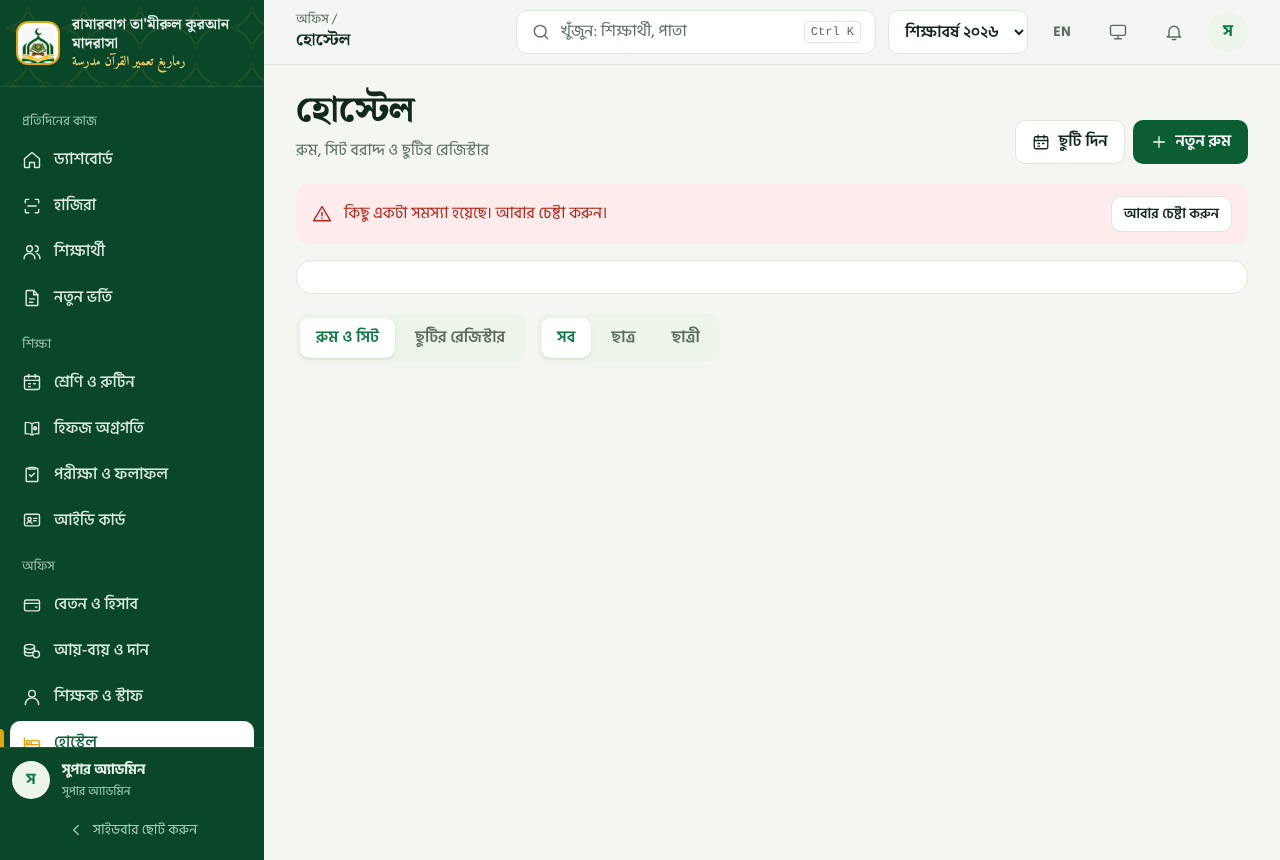 রামারবাগ তা'মীরুল কুরআন
মাদরাসা
رماربغ تعمير القرآن مدرسة
প্রতিদিনের কাজ
ড্যাশবোর্ড
হাজিরা
শিক্ষার্থী
নতুন ভর্তি
শিক্ষা
শ্রেণি ও রুটিন
হিফজ অগ্রগতি
পরীক্ষা ও ফলাফল
আইডি কার্ড
অফিস
বেতন ও হিসাব
আয়-ব্যয় ও দান
শিক্ষক ও স্টাফ
হোস্টেল
স
সুপার অ্যাডমিন
সুপার অ্যাডমিন
সাইডবার ছোট করুন
অফিস /
হোস্টেল
খুঁজুন: শিক্ষার্থী, পাতা
Ctrl K
শিক্ষাবর্ষ ২০২৬
EN
স
হোস্টেল
রুম, সিট বরাদ্দ ও ছুটির রেজিস্টার
ছুটি দিন
নতুন রুম
কিছু একটা সমস্যা হয়েছে। আবার চেষ্টা করুন।
আবার চেষ্টা করুন
রুম ও সিট
ছুটির রেজিস্টার
সব
ছাত্র
ছাত্রী